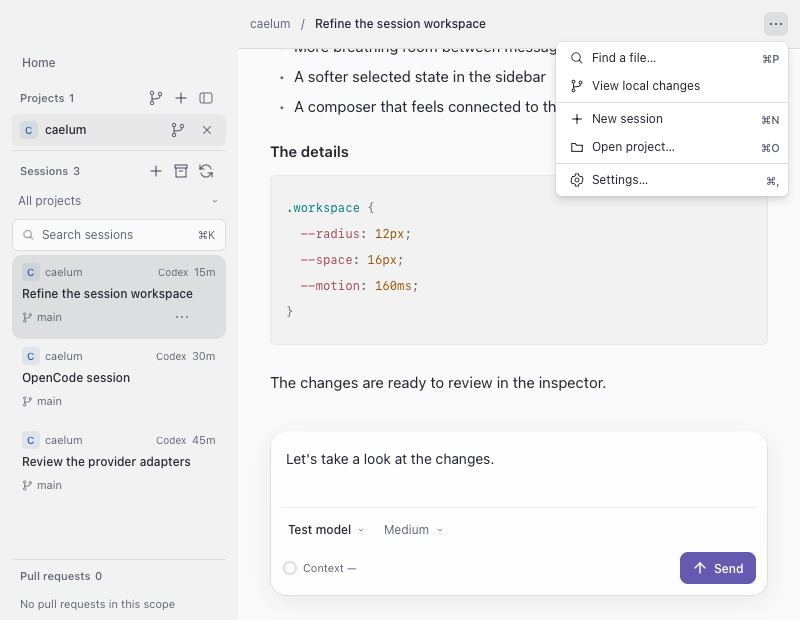 caelum / Refine the session workspace
Home
Projects 1
C caelum
Sessions 3
All projects
Search sessions ⌘K
C caelum Codex 15m
Refine the session workspace
main
C caelum Codex 30m
OpenCode session
main
C caelum Codex 45m
Review the provider adapters
main
Pull requests 0
No pull requests in this scope
More breathing room between
• A softer selected state in the sidebar
• A composer that feels connected to
The details
.workspace {
--radius: 12px;
--space: 16px;
--motion: 160ms;
}
The changes are ready to review in the inspector.
Let's take a look at the changes.
Test model Medium
Context —
Send
Find a file... ⌘P
View local changes
New session ⌘N
Open project... ⌘O
Settings... ⌘,